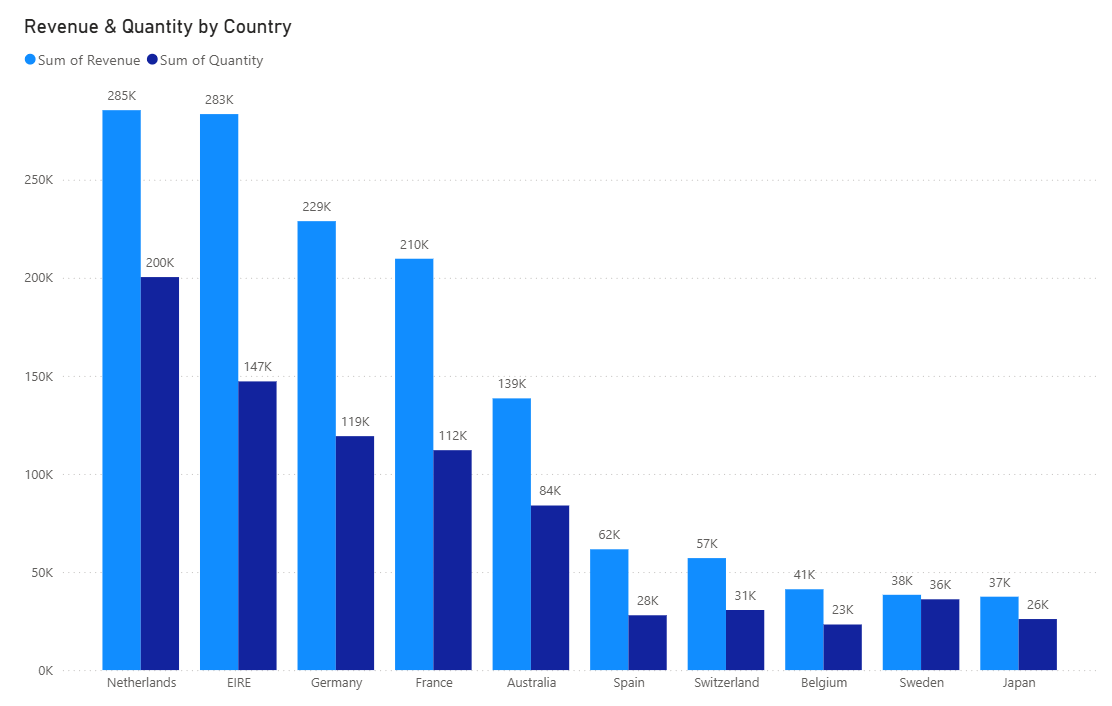 Revenue & Quantity by Country
Sum of Revenue Sum of Quantity
285K
283K
250K
229K
210K
200K
200K
147K
150K
139K
119K
112K
100K
84K
62K
57K
50K
41K
38K
36K
37K
28K
31K
23K
26K
0K
Netherlands EIRE Germany France Australia Spain Switzerland Belgium Sweden Japan